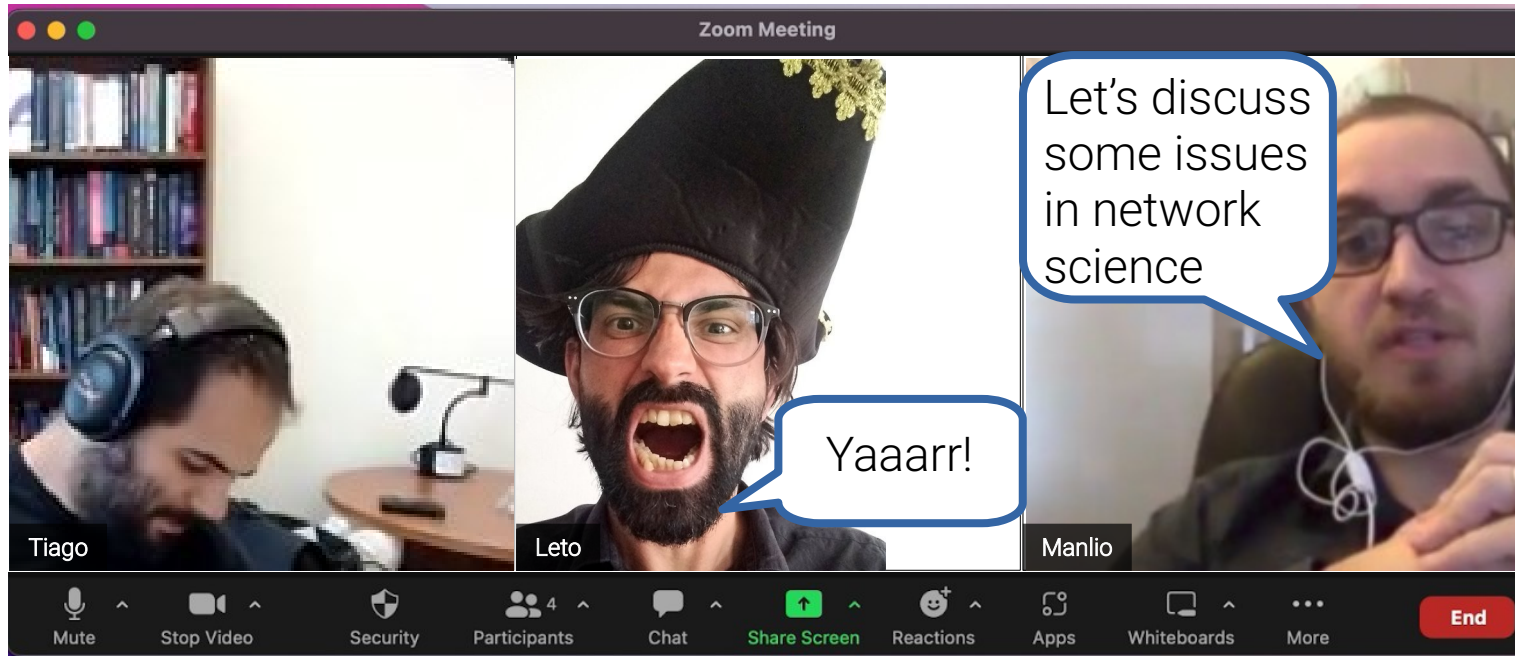 Zoom Meeting
Let's discuss
some issues
in network
science
Yaaarr!
Tiago
Leto
Manlio
Mute
Stop Video
Security
Participants
4
Chat
Share Screen
Reactions
Apps
Whiteboards
More
End